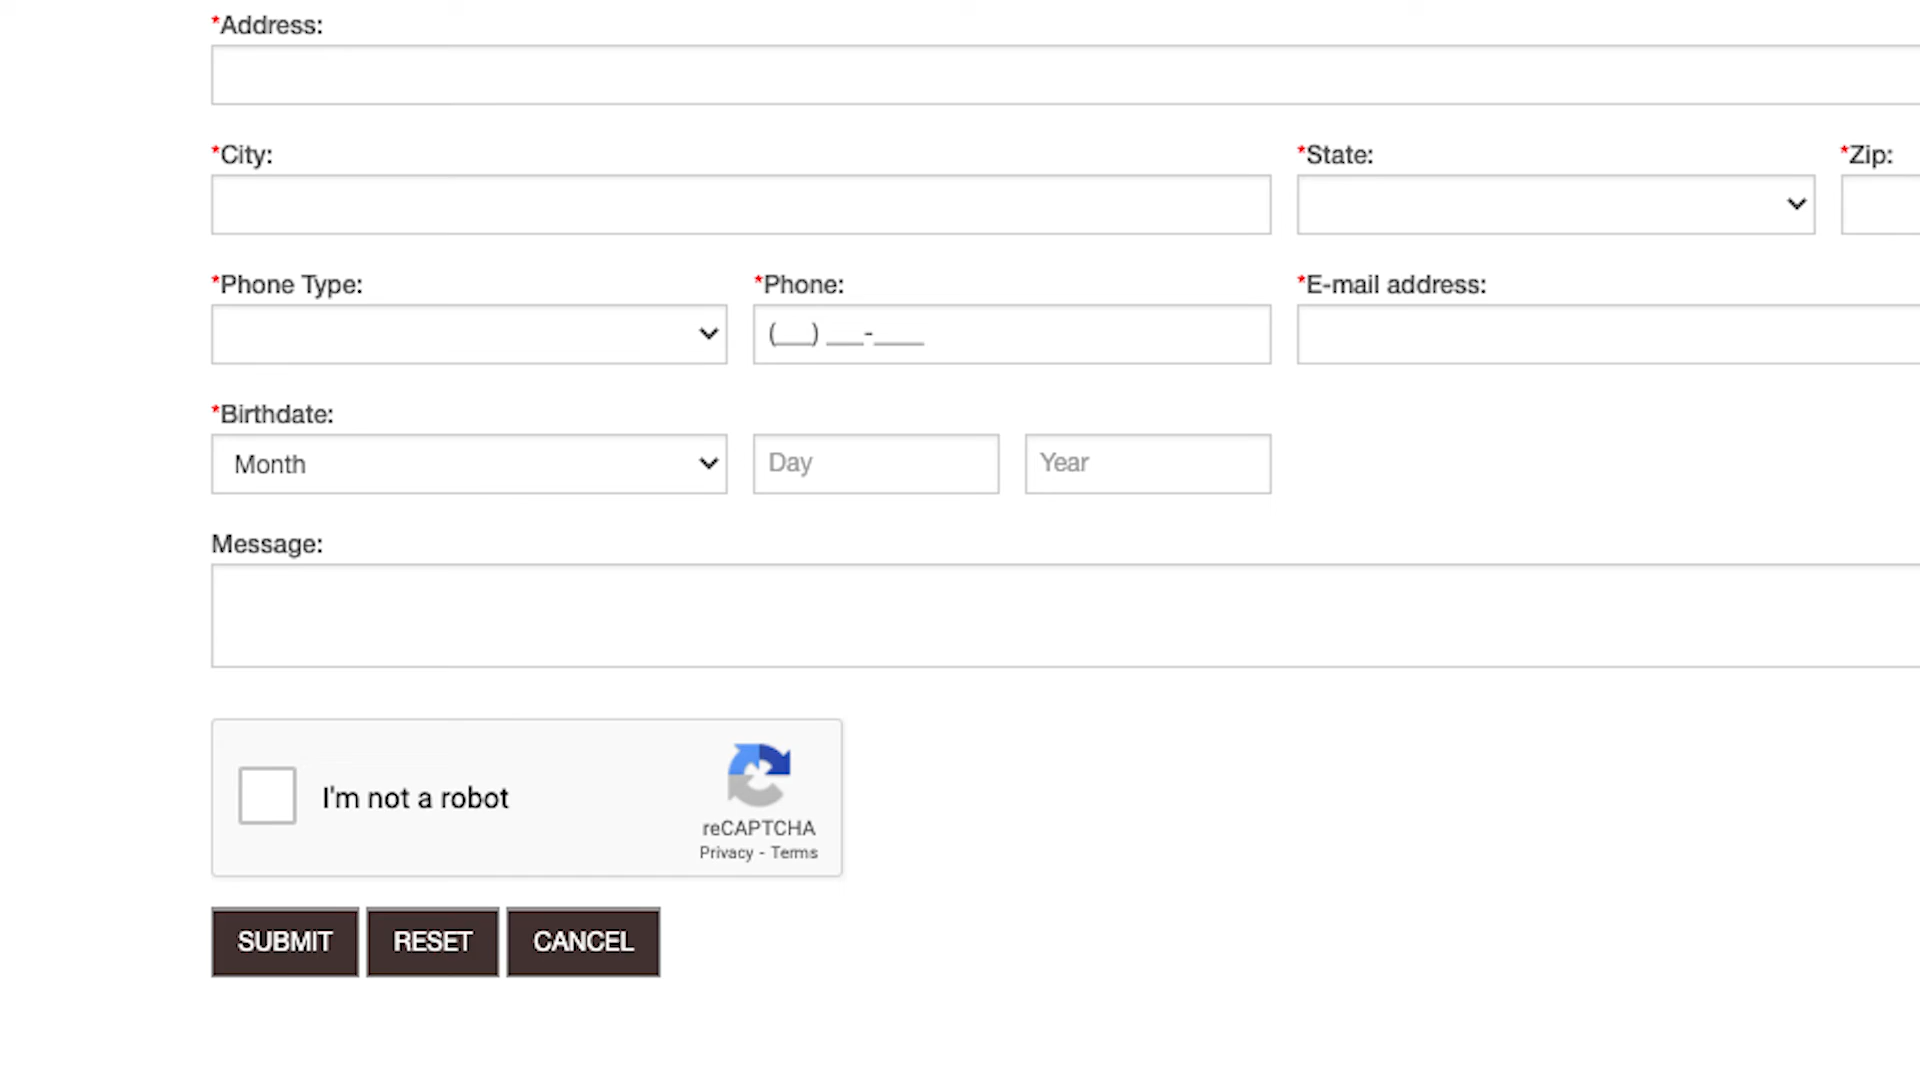 *Address:
*City: *State: *Zip:
*Phone Type: *Phone: *E-mail address:
(___) ___-____
*Birthdate:
Month Day Year
Message:
I'm not a robot
reCAPTCHA
Privacy - Terms
SUBMIT RESET CANCEL